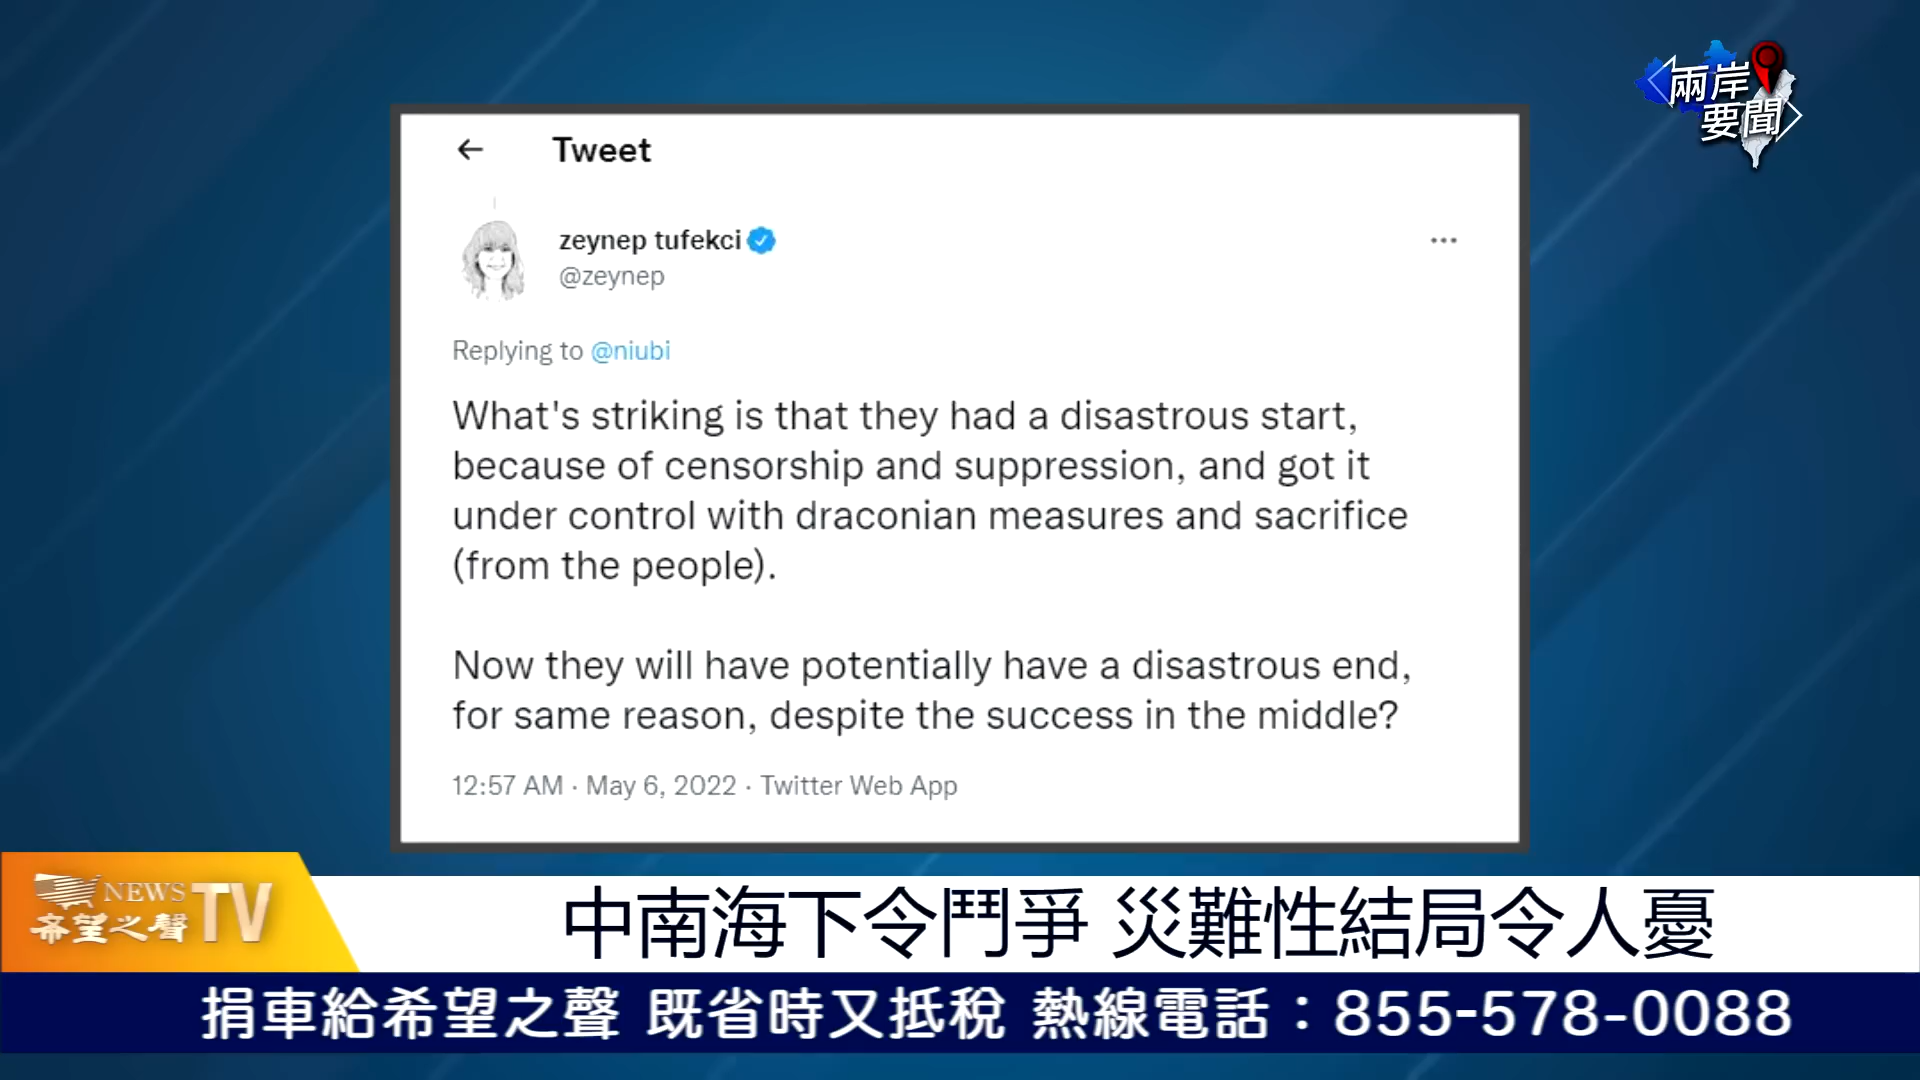 兩岸
要聞
Tweet
zeynep tufekci
@zeynep
Replying to @niubi
What's striking is that they had a disastrous start,
because of censorship and suppression, and got it
under control with draconian measures and sacrifice
(from the people).
Now they will have potentially have a disastrous end,
for same reason, despite the success in the middle?
12:57 AM · May 6, 2022 · Twitter Web App
NEWS
希望之聲 TV
中南海下令鬥爭 災難性結局令人憂
捐車給希望之聲 既省時又抵稅 熱線電話：855-578-0088